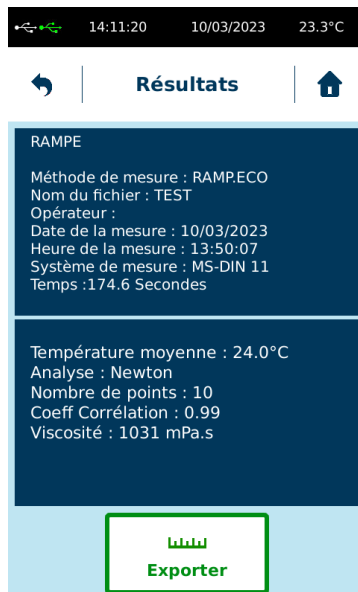 14:11:20 10/03/2023 23.3°C
Résultats
RAMPE
Méthode de mesure : RAMP.ECO
Nom du fichier : TEST
Opérateur :
Date de la mesure : 10/03/2023
Heure de la mesure : 13:50:07
Système de mesure : MS-DIN 11
Temps :174.6 Secondes
Température moyenne : 24.0°C
Analyse : Newton
Nombre de points : 10
Coeff Corrélation : 0.99
Viscosité : 1031 mPa.s
Exporter